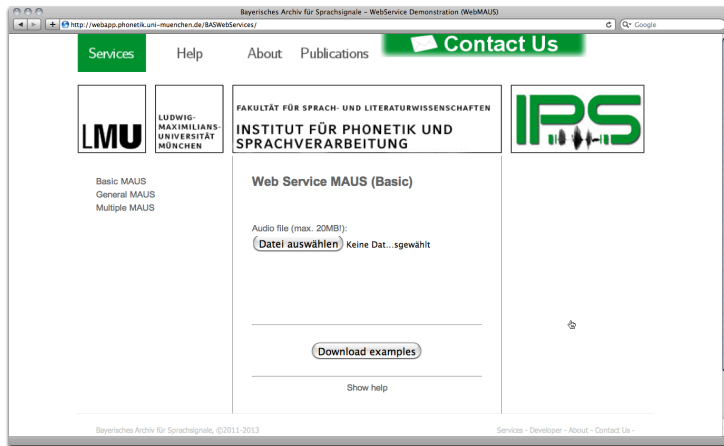 Bayerisches Archiv für Sprachsignale – WebService Demonstration (WebMAUS)
http://webapp.phonetik.uni-muenchen.de/BASWebServices/
Google
Services Help About Publications Contact Us
LMU
LUDWIG-
MAXIMILIANS-
UNIVERSITÄT
MÜNCHEN
FAKULTÄT FÜR SPRACH- UND LITERATURWISSENSCHAFTEN
INSTITUT FÜR PHONETIK UND
SPRACHVERARBEITUNG
IPS
Basic MAUS
General MAUS
Multiple MAUS
Web Service MAUS (Basic)
Audio file (max. 20MB!):
Datei auswählen Keine Dat...sgewählt
Download examples
Show help
Bayerisches Archiv für Sprachsignale, ©2011-2013
Services - Developer - About - Contact Us -